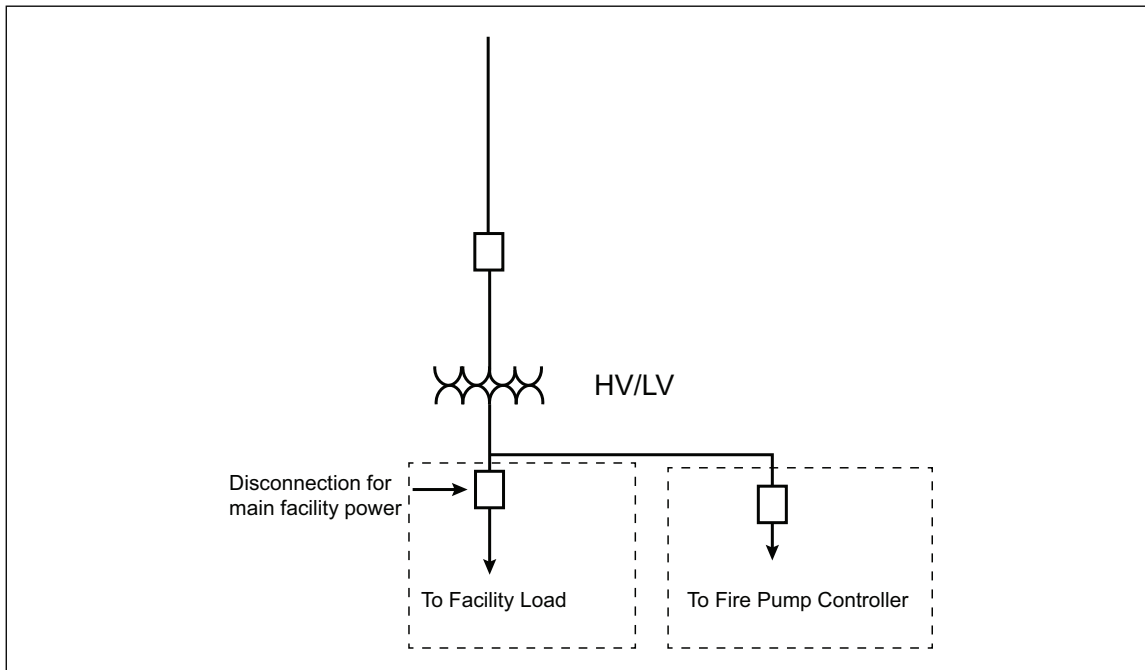 HV/LV
Disconnection for
main facility power
To Facility Load
To Fire Pump Controller